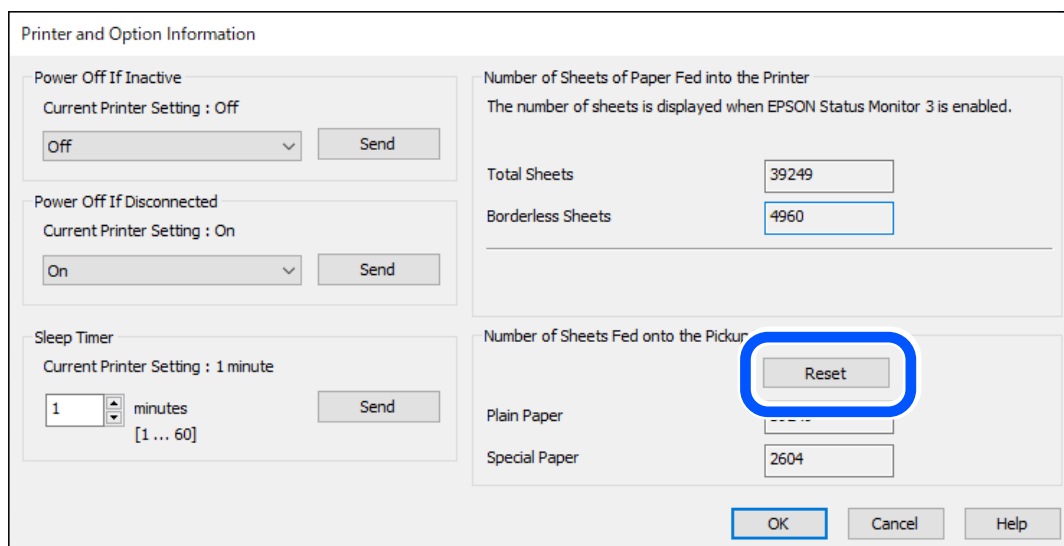 Printer and Option Information
Power Off If Inactive
Current Printer Setting : Off
Off
Send
Power Off If Disconnected
Current Printer Setting : On
On
Send
Sleep Timer
Current Printer Setting : 1 minute
1
minutes
Send
[1 ... 60]
Number of Sheets of Paper Fed into the Printer
The number of sheets is displayed when EPSON Status Monitor 3 is enabled.
Total Sheets
39249
Borderless Sheets
4960
Number of Sheets Fed onto the Pickup
Reset
Plain Paper
Special Paper
2604
OK
Cancel
Help